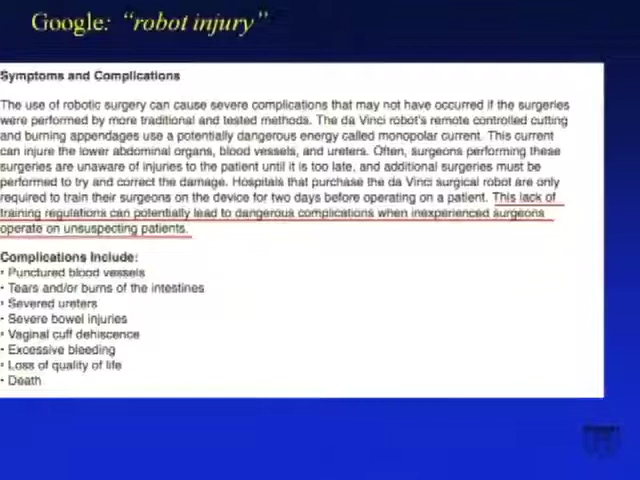 Google: “robot injury”
Symptoms and Complications
The use of robotic surgery can cause severe complications that may not have occurred if the surgeries
were performed by more traditional and tested methods. The da Vinci robot's remote controlled cutting
and burning appendages use a potentially dangerous energy called monopolar current. This current
can injure the lower abdominal organs, blood vessels, and ureters. Often, surgeons performing these
surgeries are unaware of injuries to the patient until it is too late, and additional surgeries must be
performed to try and correct the damage. Hospitals that purchase the da Vinci surgical robot are only
required to train their surgeons on the device for two days before operating on a patient. This lack of
training regulations can potentially lead to dangerous complications when inexperienced surgeons
operate on unsuspecting patients.
Complications Include:
• Punctured blood vessels
• Tears and/or burns of the intestines
• Severed ureters
• Severe bowel injuries
• Vaginal cuff dehiscence
• Excessive bleeding
• Loss of quality of life
• Death